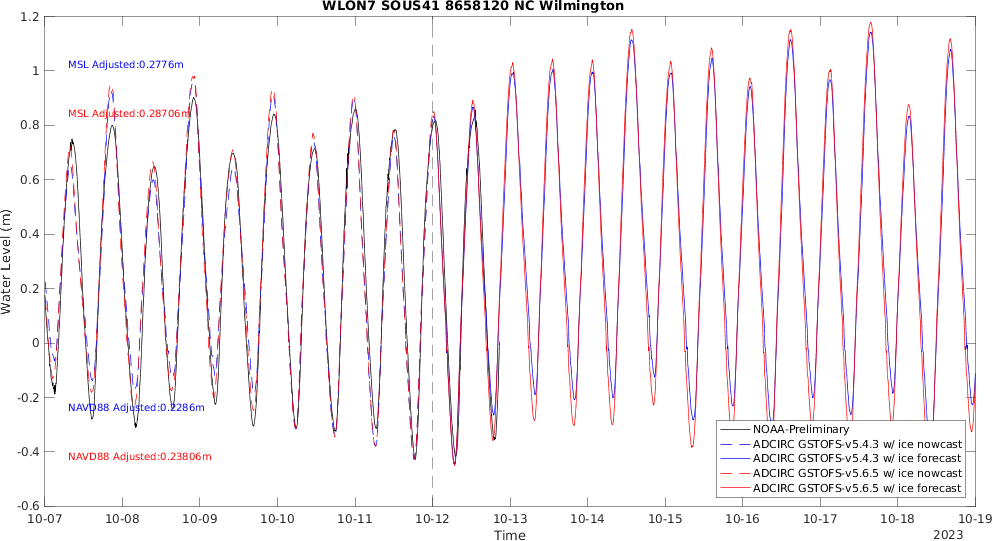 WLON7 SOUS41 8658120 NC Wilmington
1.2
1
0.8
0.6
0.4
0.2
0
-0.2
-0.4
-0.6
Water Level (m)
MSL Adjusted:0.2776m
MSL Adjusted:0.28706m
NAVD88 Adjusted:0.2286m
NAVD88 Adjusted:0.23806m
NOAA-Preliminary
ADCIRC GSTOFS-v5.4.3 w/ ice nowcast
ADCIRC GSTOFS-v5.4.3 w/ ice forecast
ADCIRC GSTOFS-v5.6.5 w/ ice nowcast
ADCIRC GSTOFS-v5.6.5 w/ ice forecast
10-07 10-08 10-09 10-10 10-11 10-12 10-13 10-14 10-15 10-16 10-17 10-18 10-19
Time
2023